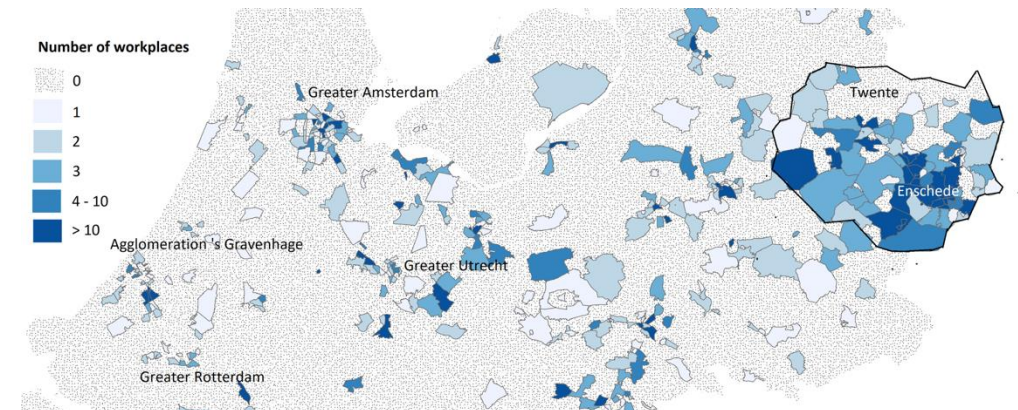 Number of workplaces
0
1
2
3
4 - 10
> 10
Greater Amsterdam
Twente
Enschede
Agglomeration 's Gravenhage
Greater Utrecht
Greater Rotterdam